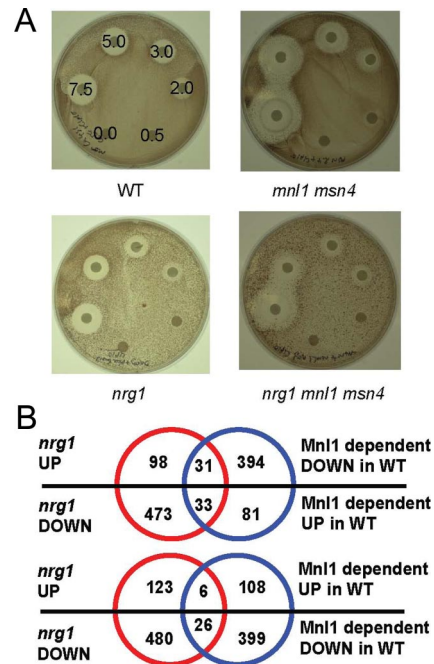 A
5.0
3.0
7.5
2.0
0.0
0.5
WT
mnl1 msn4
nrg1
nrg1 mnl1 msn4
B
nrg1
UP
98
31
394
Mnl1 dependent
DOWN in WT
nrg1
DOWN
473
33
81
Mnl1 dependent
UP in WT
nrg1
UP
123
6
108
Mnl1 dependent
UP in WT
nrg1
DOWN
480
26
399
Mnl1 dependent
DOWN in WT